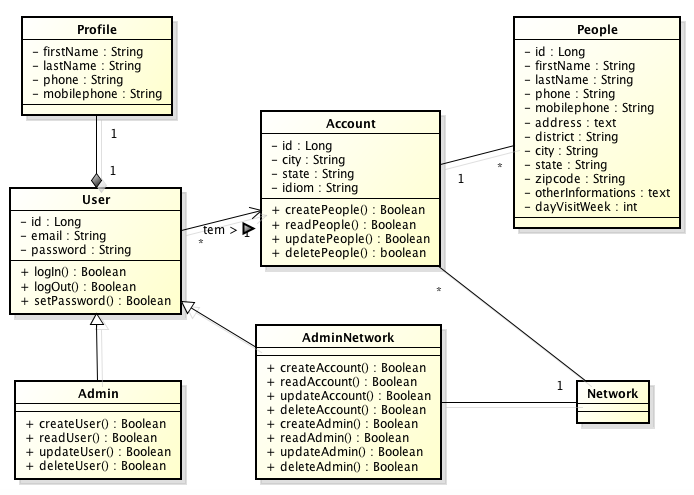 Profile
- firstName : String
- lastName : String
- phone : String
- mobilephone : String
1
1
User
- id : Long
- email : String
- password : String
+ logIn() : Boolean
+ logOut() : Boolean
+ setPassword() : Boolean
*
tem >
1
Account
- id : Long
- city : String
- state : String
- idiom : String
+ createPeople() : Boolean
+ readPeople() : Boolean
+ updatePeople() : Boolean
+ deletePeople() : boolean
1
*
People
- id : Long
- firstName : String
- lastName : String
- phone : String
- mobilephone : String
- address : text
- district : String
- city : String
- state : String
- zipcode : String
- otherInformations : text
- dayVisitWeek : int
*
1
Admin
+ createUser() : Boolean
+ readUser() : Boolean
+ updateUser() : Boolean
+ deleteUser() : Boolean
AdminNetwork
+ createAccount() : Boolean
+ readAccount() : Boolean
+ updateAccount() : Boolean
+ deleteAccount() : Boolean
+ createAdmin() : Boolean
+ readAdmin() : Boolean
+ updateAdmin() : Boolean
+ deleteAdmin() : Boolean
Network